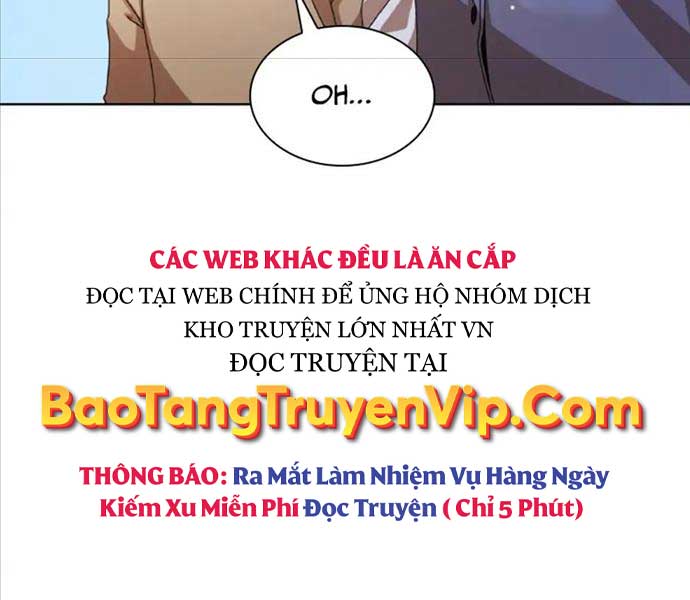 OH...
CÁC WEB KHÁC ĐỀU LÀ ĂN CẮP
ĐỌC TẠI WEB CHÍNH ĐỂ ỦNG HỘ NHÓM DỊCH
KHO TRUYỆN LỚN NHẤT VN
ĐỌC TRUYỆN TẠI
BaoTangTruyenVip.Com
THÔNG BÁO: Ra Mắt Làm Nhiệm Vụ Hàng Ngày
Kiếm Xu Miễn Phí Đọc Truyện ( Chỉ 5 Phút)